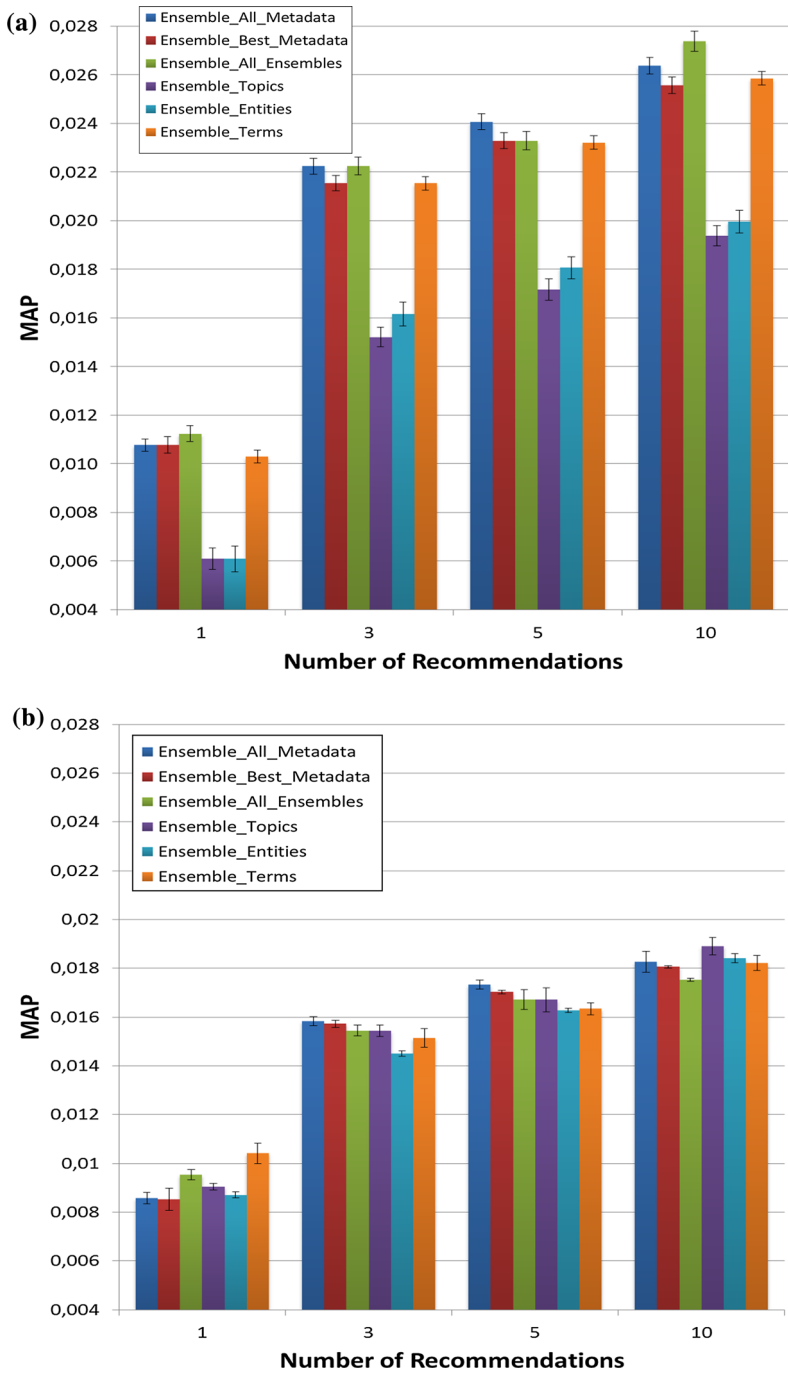 (a)
0,028
0,026
0,024
0,022
0,020
0,018
0,016
0,014
0,012
0,010
0,008
0,006
0,004
MAP
Ensemble_All_Metadata
Ensemble_Best_Metadata
Ensemble_All_Ensembles
Ensemble_Topics
Ensemble_Entities
Ensemble_Terms
1 3 5 10
Number of Recommendations
(b)
0,028
0,026
0,024
0,022
0,02
0,018
0,016
0,014
0,012
0,01
0,008
0,006
0,004
MAP
Ensemble_All_Metadata
Ensemble_Best_Metadata
Ensemble_All_Ensembles
Ensemble_Topics
Ensemble_Entities
Ensemble_Terms
1 3 5 10
Number of Recommendations